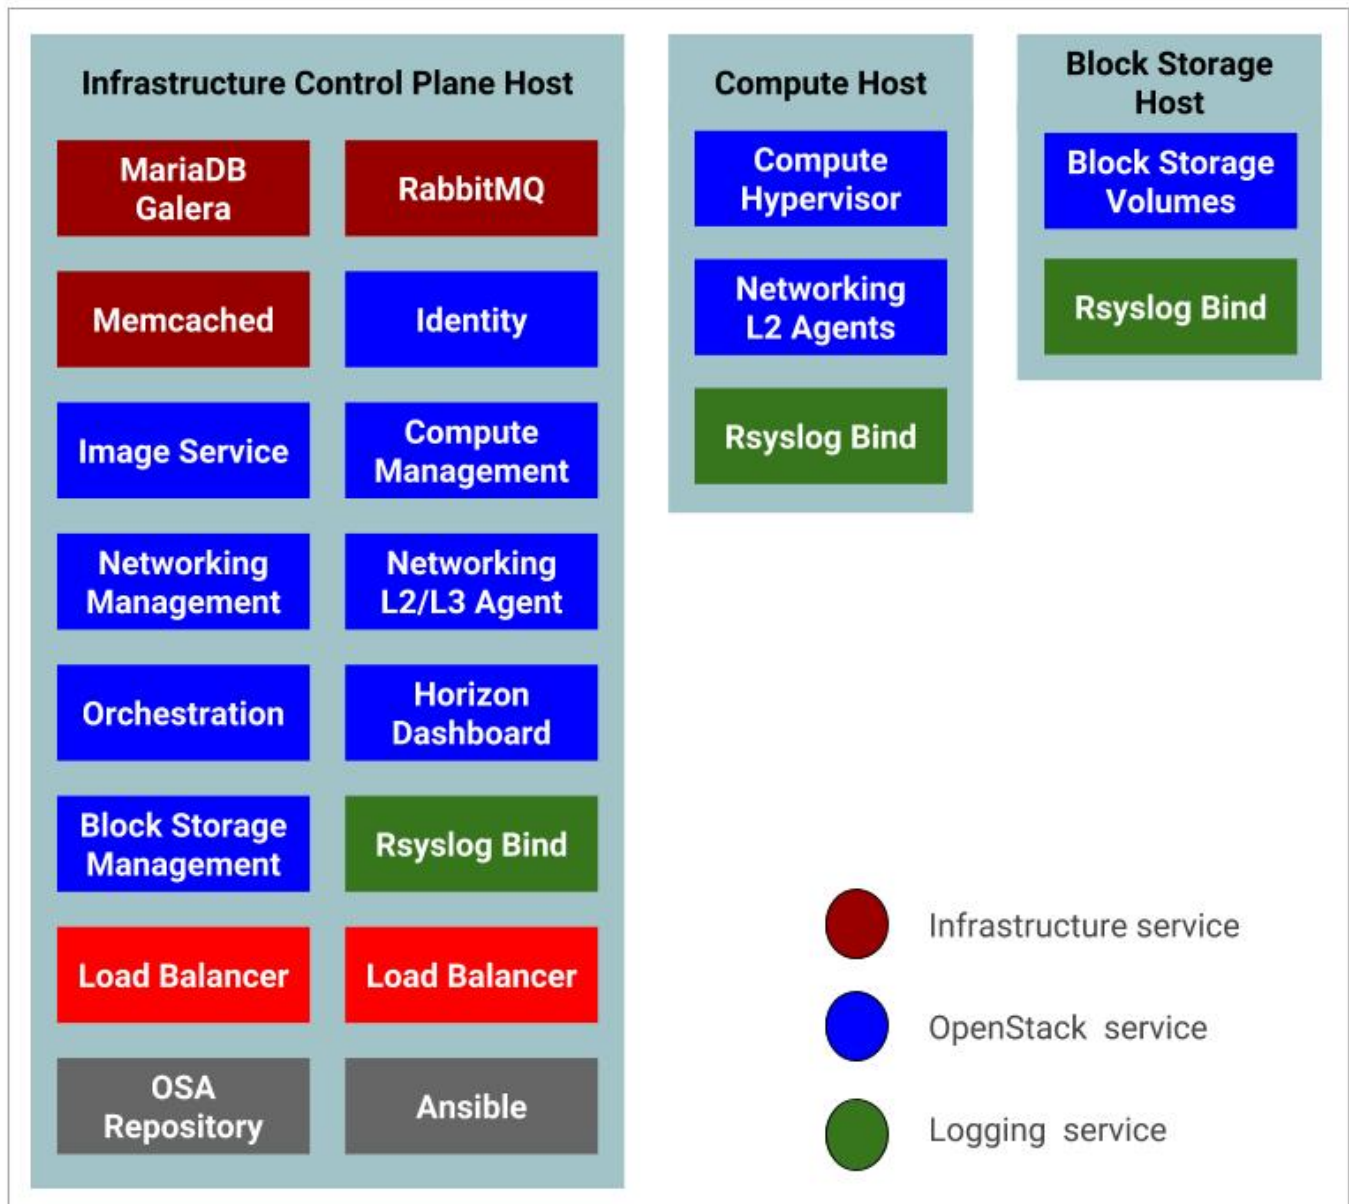 Infrastructure Control Plane Host
MariaDB
Galera
RabbitMQ
Memcached
Identity
Image Service
Compute
Management
Networking
Management
Networking
L2/L3 Agent
Orchestration
Horizon
Dashboard
Block Storage
Management
Rsyslog Bind
Load Balancer
Load Balancer
OSA
Repository
Ansible
Compute Host
Compute
Hypervisor
Networking
L2 Agents
Rsyslog Bind
Block Storage
Host
Block Storage
Volumes
Rsyslog Bind
Infrastructure service
OpenStack service
Logging service